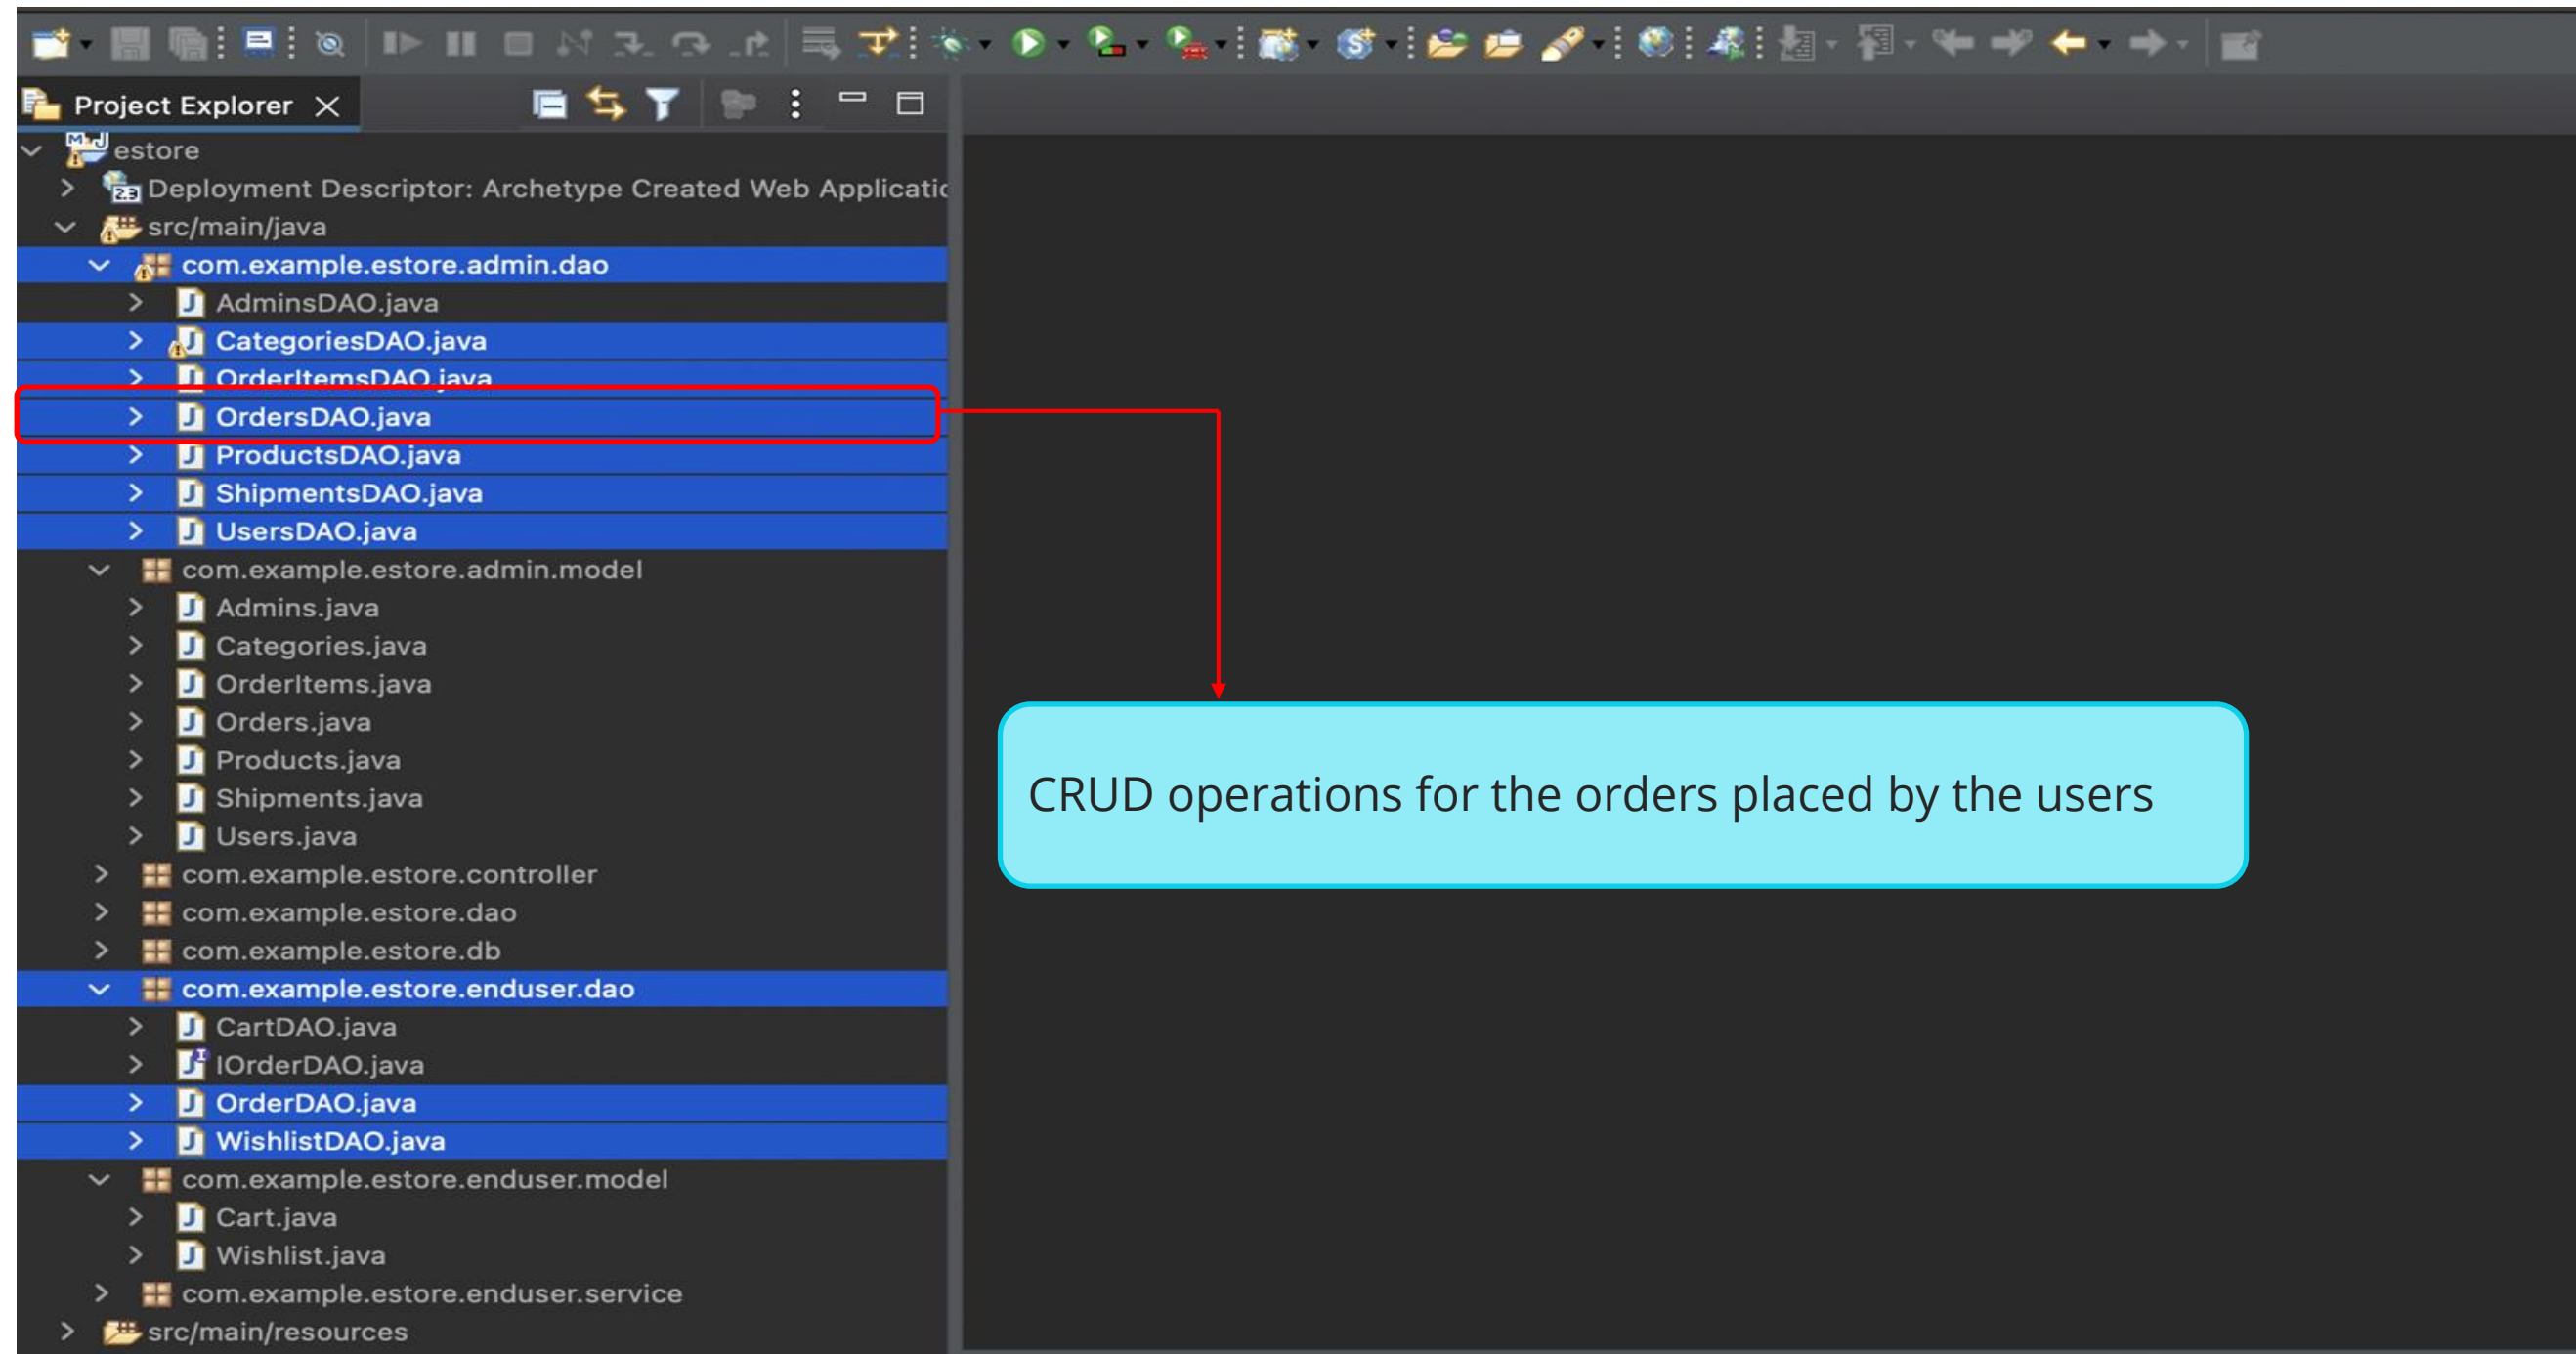 Project Explorer
estore
Deployment Descriptor: Archetype Created Web Applicatic
src/main/java
com.example.estore.admin.dao
AdminsDAO.java
CategoriesDAO.java
OrderItemsDAO.java
OrdersDAO.java
ProductsDAO.java
ShipmentsDAO.java
UsersDAO.java
com.example.estore.admin.model
Admins.java
Categories.java
OrderItems.java
Orders.java
Products.java
Shipments.java
Users.java
com.example.estore.controller
com.example.estore.dao
com.example.estore.db
com.example.estore.enduser.dao
CartDAO.java
IOrderDAO.java
OrderDAO.java
WishlistDAO.java
com.example.estore.enduser.model
Cart.java
Wishlist.java
com.example.estore.enduser.service
src/main/resources
CRUD operations for the orders placed by the users